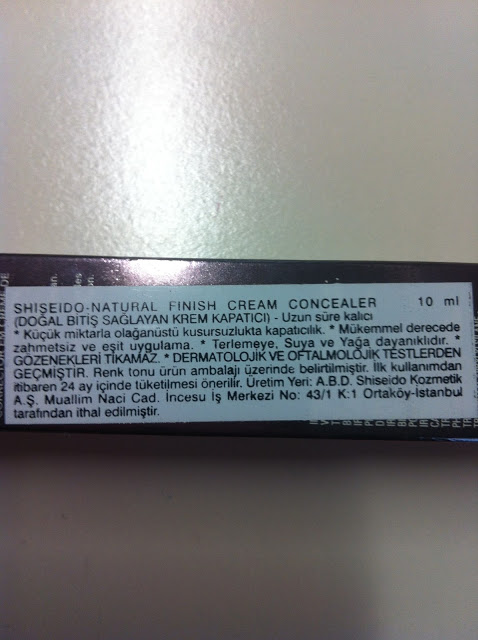 SHISEIDO-NATURAL FINISH CREAM CONCEALER 10 ml
(DOĞAL BİTİŞ SAĞLAYAN KREM KAPATICI) - Uzun süre kalıcı
* Küçük miktarla olağanüstü kusursuzlukta kapatıcılık. * Mükemmel derecede
zahmetsiz ve eşit uygulama. * Terlemeye, Suya ve Yağa dayanıklıdır. *
GÖZENEKLERİ TIKAMAZ. * DERMATOLOJİK VE OFTALMOLOJİK TESTLERDEN
GEÇMİŞTİR. Renk tonu ürün ambalajı üzerinde belirtilmiştir. İlk kullanımdan
itibaren 24 ay içinde tüketilmesi önerilir. Üretim Yeri: A.B.D. Shiseido Kozmetik
A.Ş. Muallim Naci Cad. İncesu İş Merkezi No: 43/1 K:1 Ortaköy-İstanbul
tarafından ithal edilmiştir.